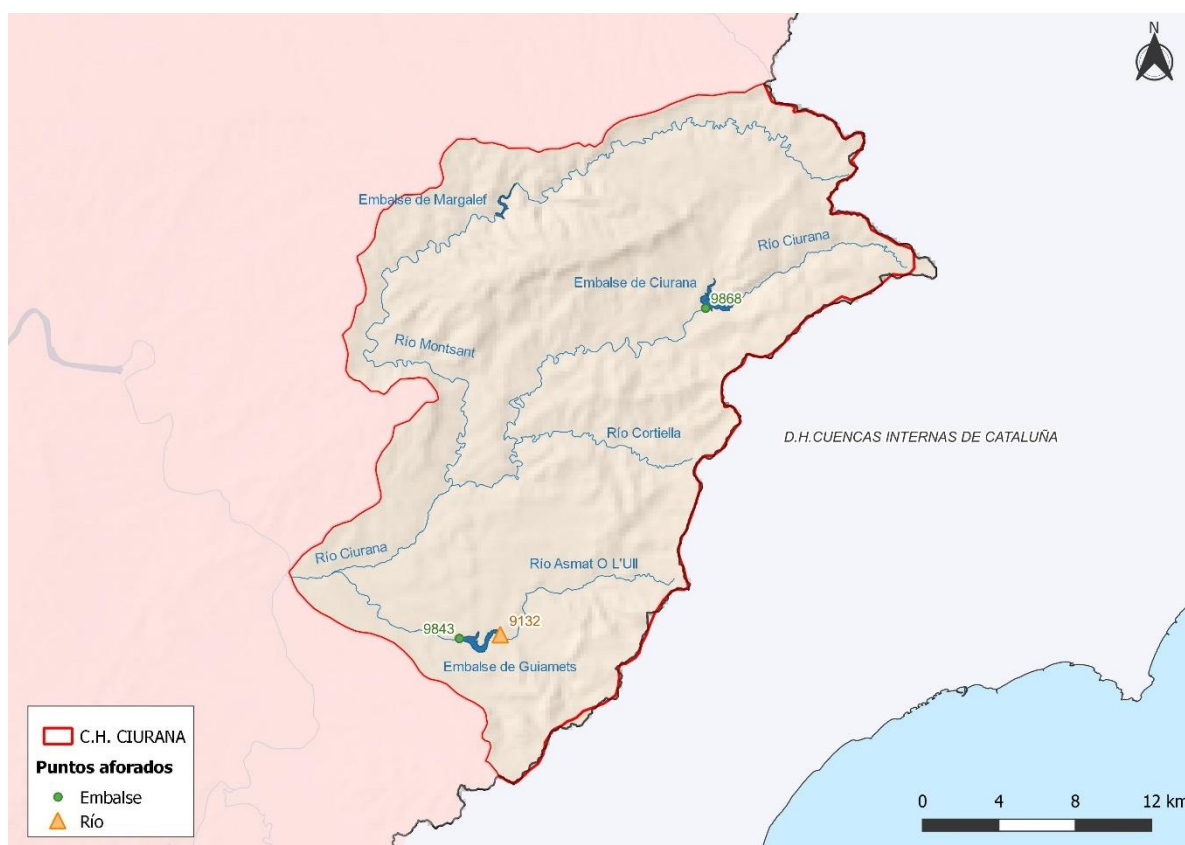 N
Embalse de Margalef
Río Ciurana
Embalse de Ciurana
9868
Río Montsant
Río Cortiella
D.H.CUENCAS INTERNAS DE CATALUÑA
Río Ciurana
Río Asmat O L'Ull
9843
9132
Embalse de Guiamets
C.H. CIURANA
Puntos aforados
Embalse
Río
0 4 8 12 km